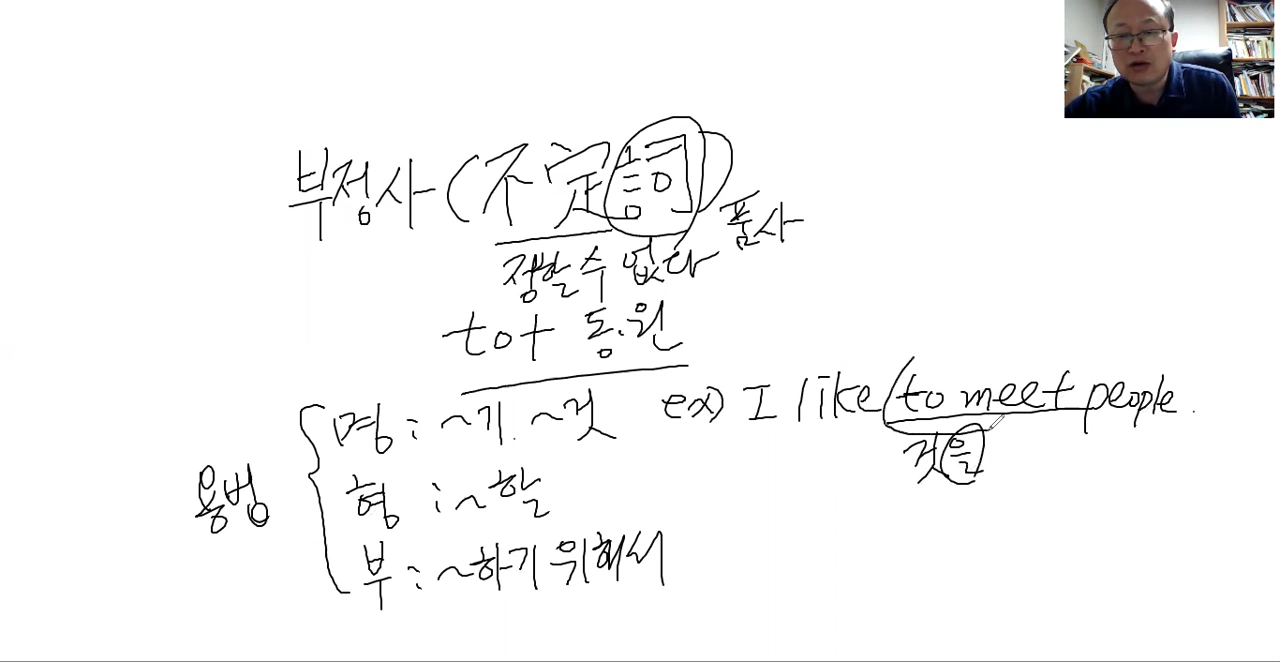 부정사(不定詞)
품사
정할 수 없다
to+ 동.원
용법
명 : ~기. ~것
ex) I like to meet people.
것을
형 : ~할
부 : ~하기 위해서